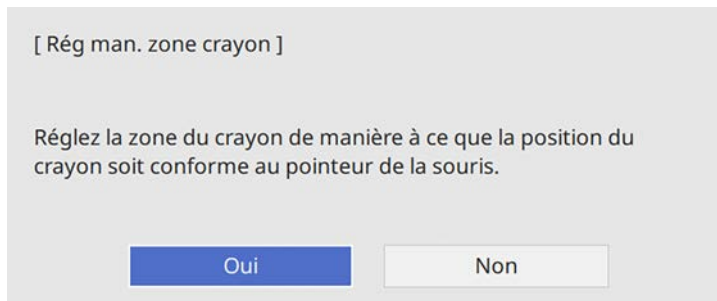 [ Rég man. zone crayon ]
Réglez la zone du crayon de manière à ce que la position du
crayon soit conforme au pointeur de la souris.
Oui
Non